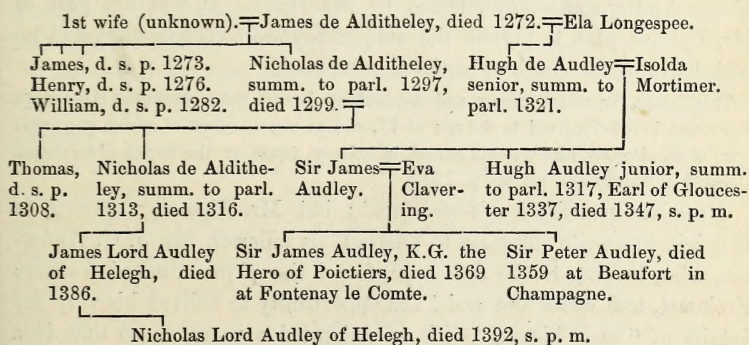 1st wife (unknown).=James de Alditheley, died 1272.=Ela Longespee.
James, d. s. p. 1273.
Henry, d. s. p. 1276.
William, d. s. p. 1282.
Nicholas de Alditheley,
summ. to parl. 1297,
died 1299.=
Hugh de Audley=Isolda
senior, summ. to Mortimer.
parl. 1321.
Thomas,
d. s. p.
1308.
Nicholas de Aldithe-
ley, summ. to parl.
1313, died 1316.
Sir James=Eva
Audley. Claver-
ing.
Hugh Audley junior, summ.
to parl. 1317, Earl of Glouces-
ter 1337, died 1347, s. p. m.
James Lord Audley
of Helegh, died
1386.
Sir James Audley, K.G. the
Hero of Poictiers, died 1369
at Fontenay le Comte.
Sir Peter Audley, died
1359 at Beaufort in
Champagne.
Nicholas Lord Audley of Helegh, died 1392, s. p. m.